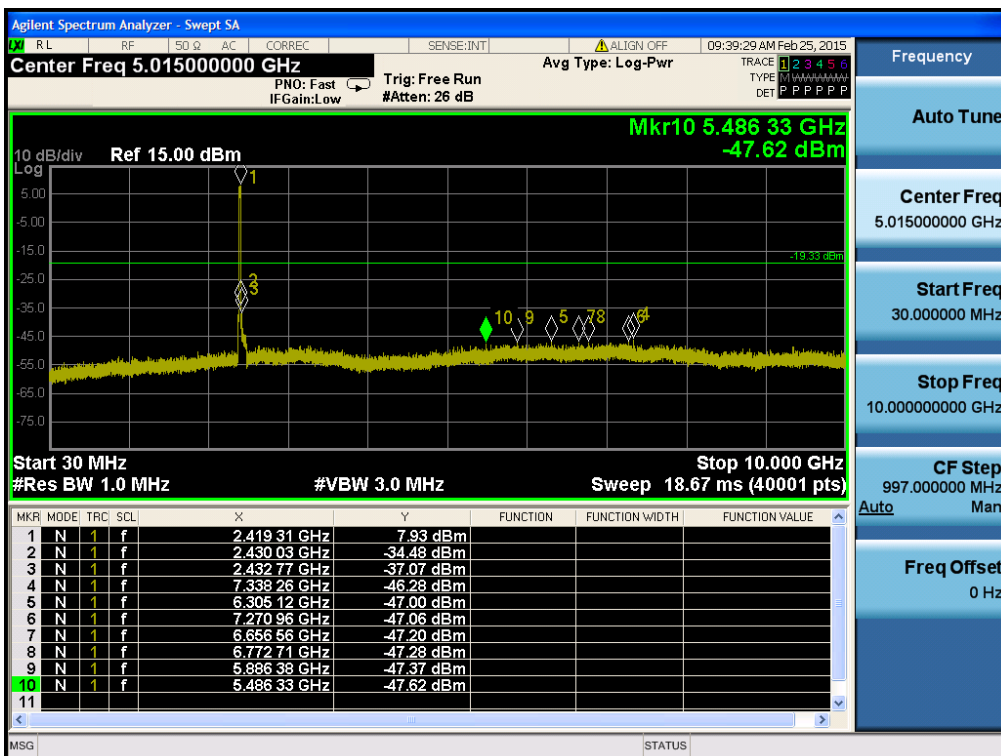 Agilent Spectrum Analyzer - Swept SA
LXI RL RF 50 Ω AC CORREC SENSE:INT ALIGN OFF 09:39:29 AM Feb 25, 2015
Center Freq 5.015000000 GHz
PNO: Fast
IFGain:Low
Trig: Free Run
#Atten: 26 dB
Avg Type: Log-Pwr
TRACE 1 2 3 4 5 6
TYPE M W W W W W
DET P P P P P P
Mkr10 5.486 33 GHz
-47.62 dBm
10 dB/div Ref 15.00 dBm
Log
5.00
-5.00
-15.0
-25.0
-35.0
-45.0
-55.0
-65.0
-75.0
-19.33 dBm
1
2
3
10 9 5 7 8 6 4
Start 30 MHz Stop 10.000 GHz
#Res BW 1.0 MHz #VBW 3.0 MHz Sweep 18.67 ms (40001 pts)
MKR MODE TRC SCL X Y FUNCTION FUNCTION WIDTH FUNCTION VALUE
1 N 1 f 2.419 31 GHz 7.93 dBm
2 N 1 f 2.430 03 GHz -34.48 dBm
3 N 1 f 2.432 77 GHz -37.07 dBm
4 N 1 f 7.338 26 GHz -46.28 dBm
5 N 1 f 6.305 12 GHz -47.00 dBm
6 N 1 f 7.270 96 GHz -47.06 dBm
7 N 1 f 6.656 56 GHz -47.20 dBm
8 N 1 f 6.772 71 GHz -47.28 dBm
9 N 1 f 5.886 38 GHz -47.37 dBm
10 N 1 f 5.486 33 GHz -47.62 dBm
11
MSG STATUS
Frequency
Auto Tune
Center Freq
5.015000000 GHz
Start Freq
30.000000 MHz
Stop Freq
10.000000000 GHz
CF Step
997.000000 MHz
Auto Man
Freq Offset
0 Hz